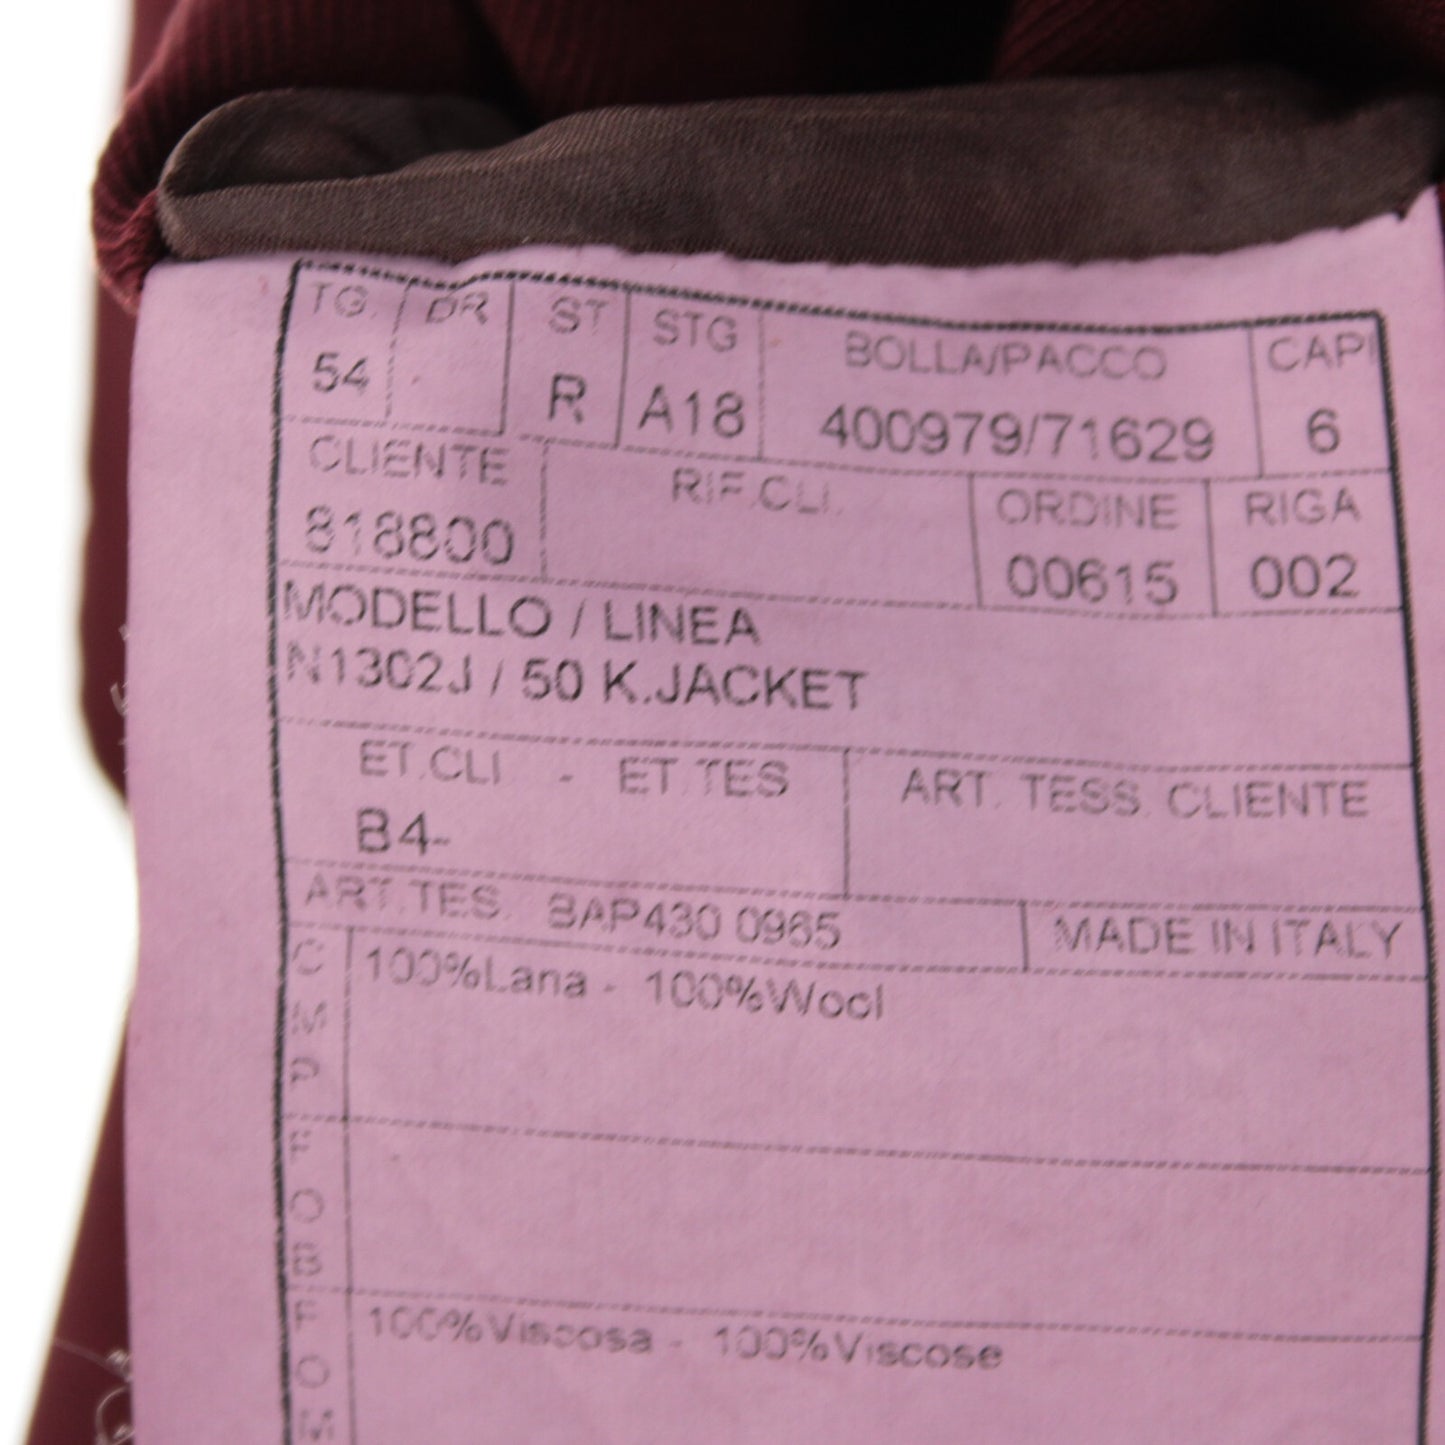 TG. DR ST STG BOLLA/PACCO CAPI
54 R A18 400979/71629 6
CLIENTE RIF.CLI. ORDINE RIGA
818800 00615 002
MODELLO / LINEA
N1302J / 50 K.JACKET
ET.CLI - ET.TES ART. TESS. CLIENTE
B4-
ART.TES. BAP430 0965 MADE IN ITALY
100%Lana - 100%Wool
100%Viscosa - 100%Viscose